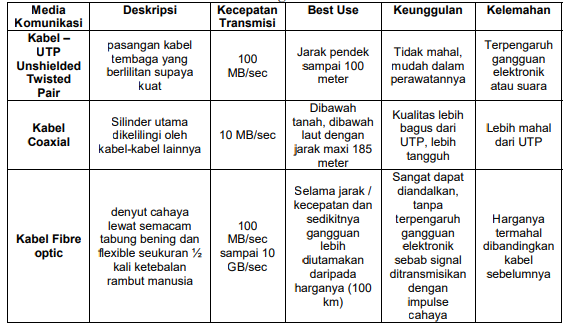 Media Komunikasi | Deskripsi | Kecepatan Transmisi | Best Use | Keunggulan | Kelemahan
Kabel – UTP Unshielded Twisted Pair | pasangan kabel tembaga yang berlilitan supaya kuat | 100 MB/sec | Jarak pendek sampai 100 meter | Tidak mahal, mudah dalam perawatannya | Terpengaruh gangguan elektronik atau suara
Kabel Coaxial | Silinder utama dikelilingi oleh kabel-kabel lainnya | 10 MB/sec | Dibawah tanah, dibawah laut dengan jarak maxi 185 meter | Kualitas lebih bagus dari UTP, lebih tangguh | Lebih mahal dari UTP
Kabel Fibre optic | denyut cahaya lewat semacam tabung bening dan flexible seukuran ½ kali ketebalan rambut manusia | 100 MB/sec sampai 10 GB/sec | Selama jarak / kecepatan dan sedikitnya gangguan lebih diutamakan daripada harganya (100 km) | Sangat dapat diandalkan, tanpa terpengaruh gangguan elektronik sebab signal ditransmisikan dengan impulse cahaya | Harganya termahal dibandingkan kabel sebelumnya